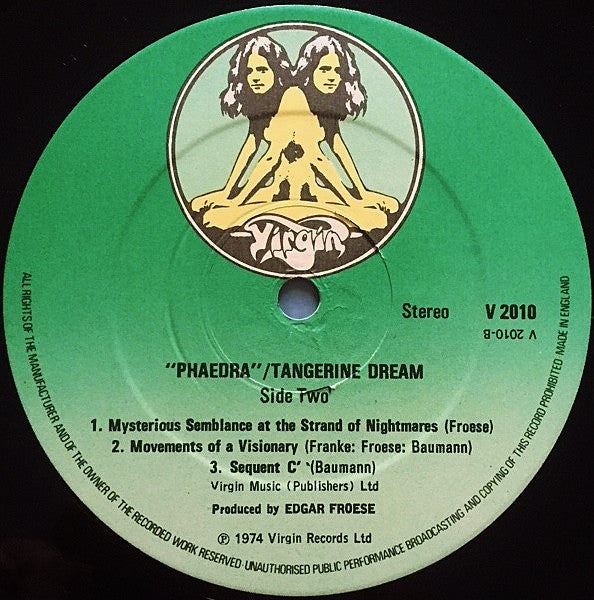 Virgin
Stereo V 2010
V 2010-B
"PHAEDRA"/TANGERINE DREAM
Side Two
1. Mysterious Semblance at the Strand of Nightmares (Froese)
2. Movements of a Visionary (Franke: Froese: Baumann)
3. Sequent C' (Baumann)
Virgin Music (Publishers) Ltd
Produced by EDGAR FROESE
℗ 1974 Virgin Records Ltd
ALL RIGHTS OF THE MANUFACTURER AND OF THE OWNER OF THE RECORDED WORK RESERVED·UNAUTHORISED PUBLIC PERFORMANCE BROADCASTING AND COPYING OF THIS RECORD PROHIBITED MADE IN ENGLAND